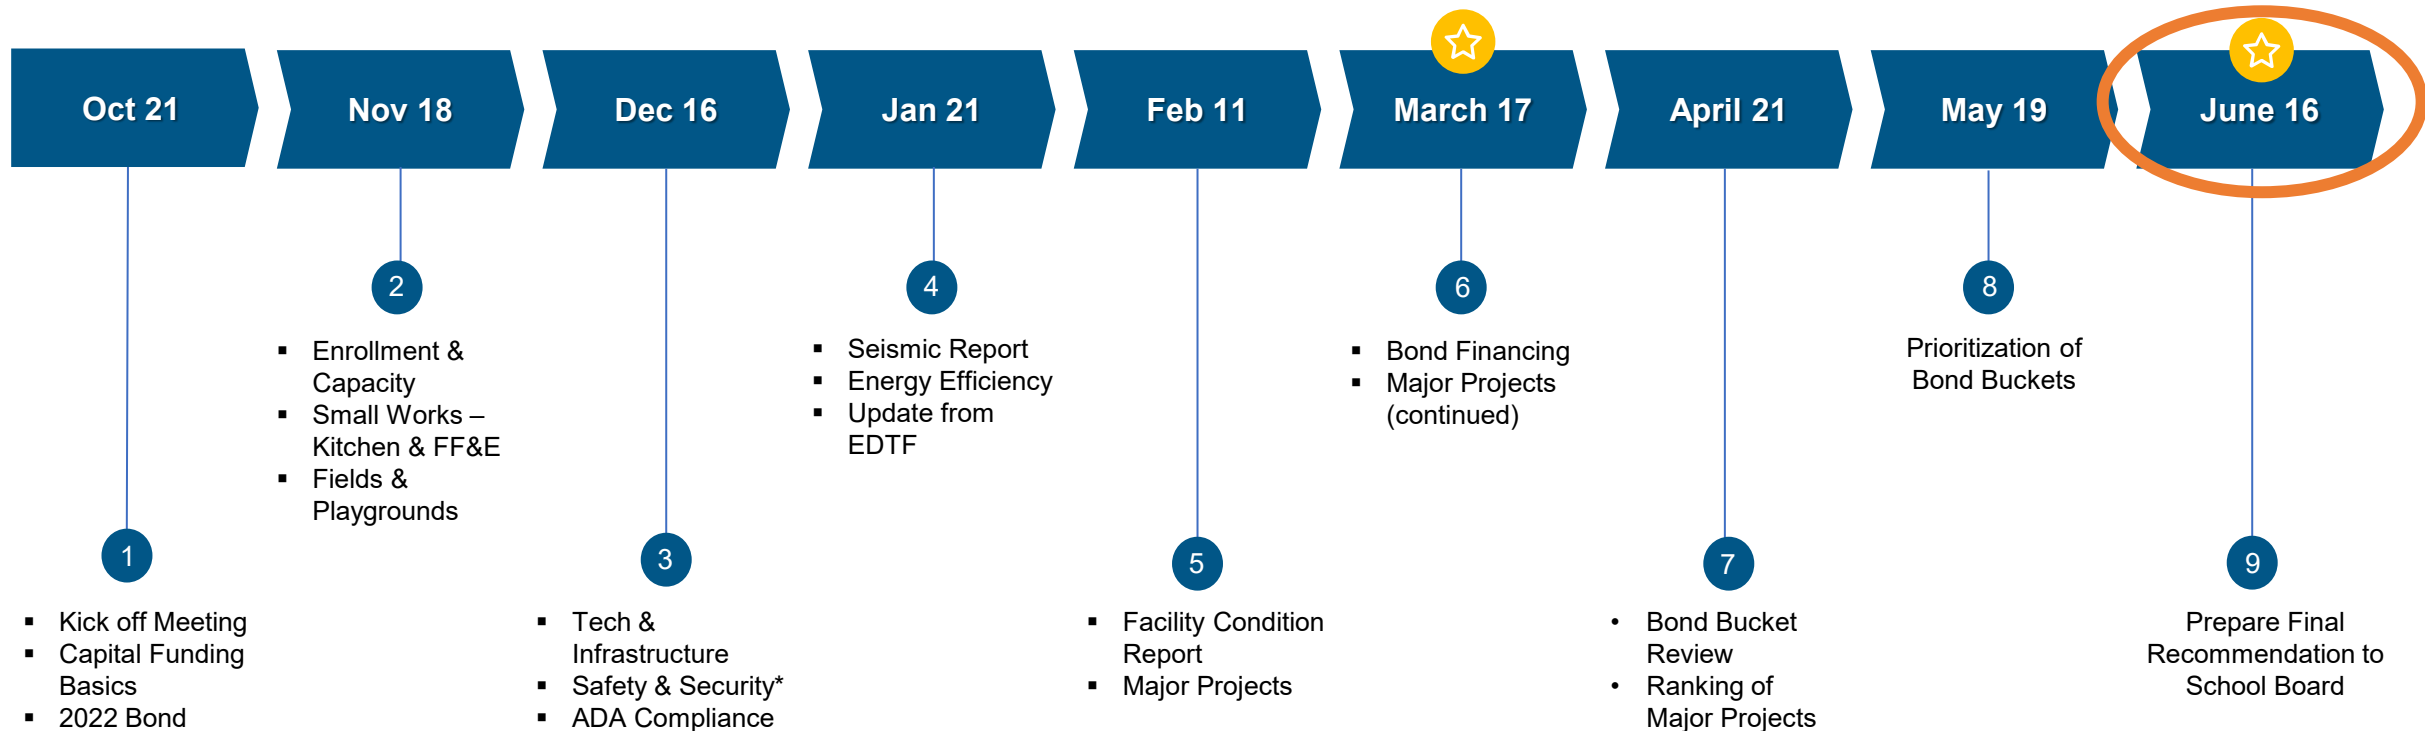 Oct 21
Nov 18
Dec 16
Jan 21
Feb 11
March 17
April 21
May 19
June 16
1
▪ Kick off Meeting
▪ Capital Funding
Basics
▪ 2022 Bond
2
▪ Enrollment &
Capacity
▪ Small Works –
Kitchen & FF&E
▪ Fields &
Playgrounds
3
▪ Tech &
Infrastructure
▪ Safety & Security*
▪ ADA Compliance
4
▪ Seismic Report
▪ Energy Efficiency
▪ Update from
EDTF
5
▪ Facility Condition
Report
▪ Major Projects
6
▪ Bond Financing
▪ Major Projects
(continued)
7
• Bond Bucket
Review
• Ranking of
Major Projects
8
Prioritization of
Bond Buckets
9
Prepare Final
Recommendation to
School Board